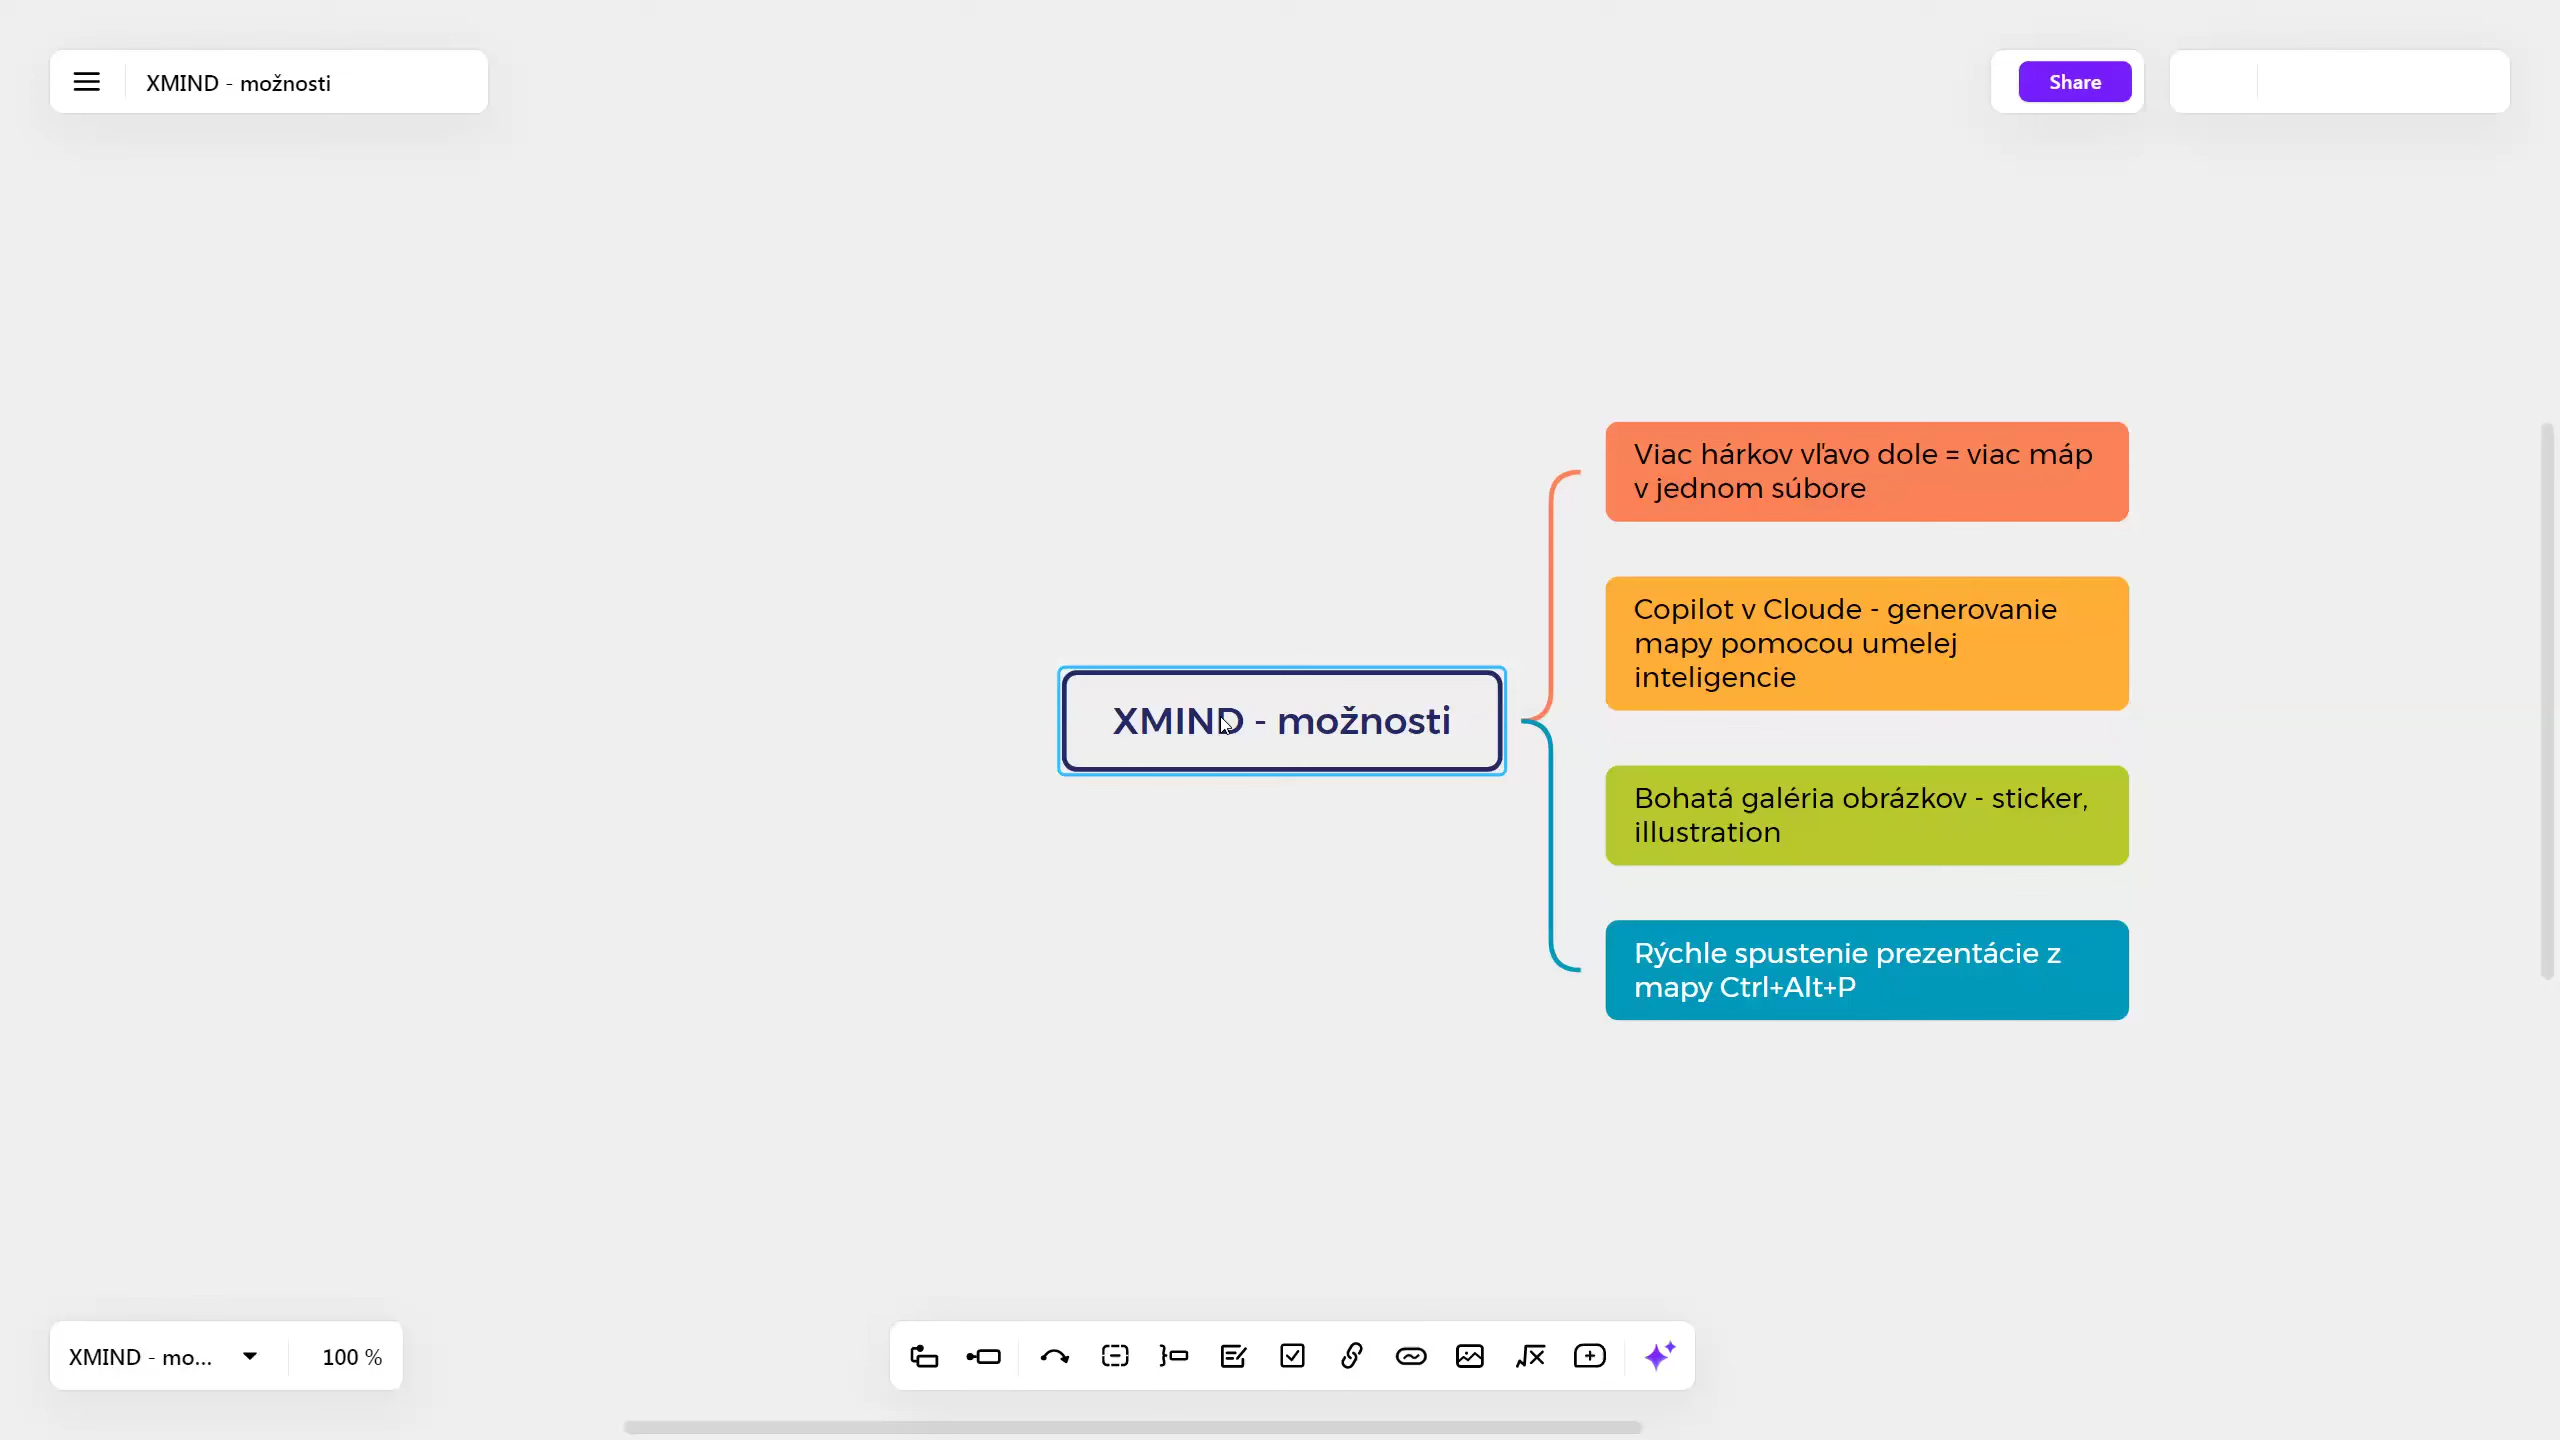 XMIND - možnosti
Share
Viac hárkov vľavo dole = viac máp
v jednom súbore
Copilot v Cloude - generovanie
mapy pomocou umelej
inteligencie
XMIND - možnosti
Bohatá galéria obrázkov - sticker,
illustration
Rýchle spustenie prezentácie z
mapy Ctrl+Alt+P
XMIND - mo...
100 %